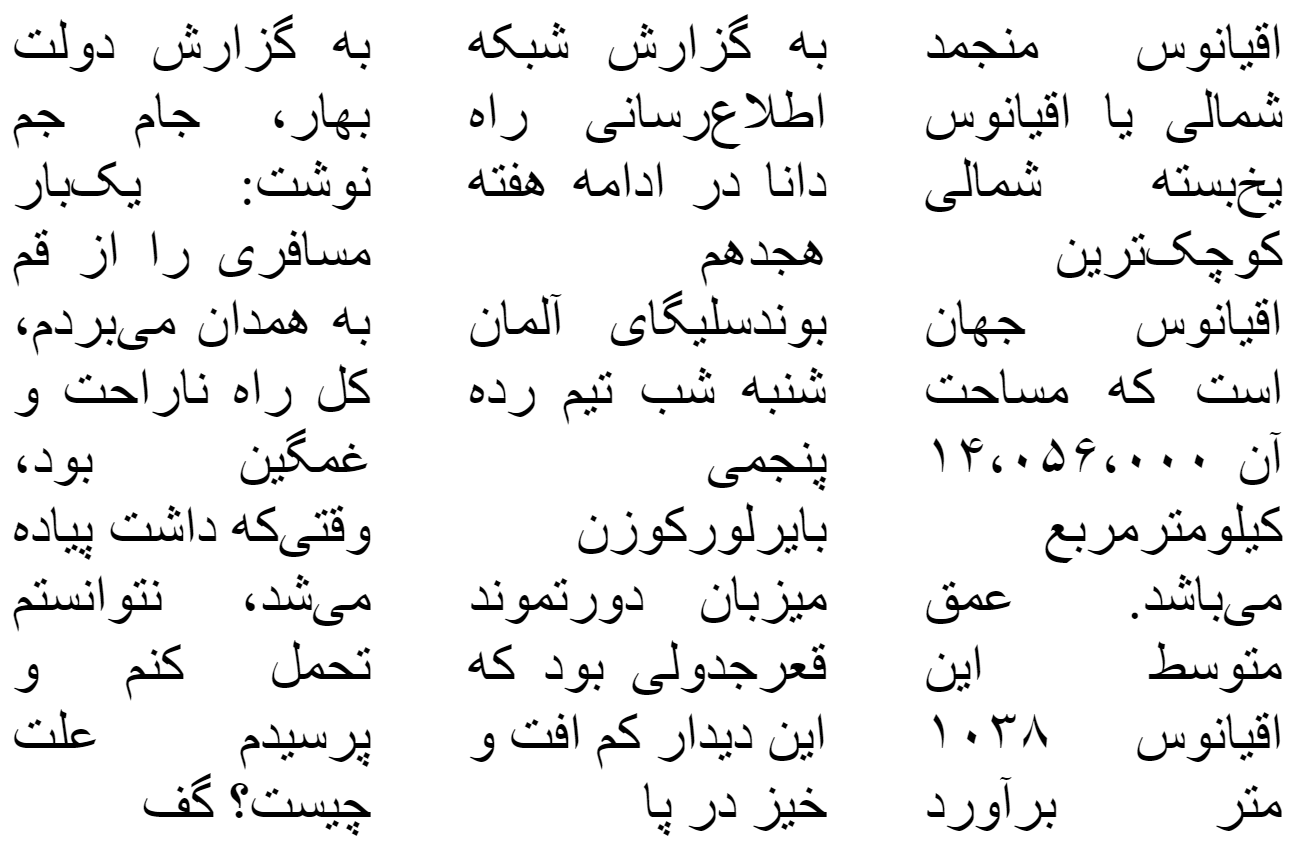 اقیانوس منجمد
شمالی یا اقیانوس
یخ‌بسته شمالی
کوچک‌ترین
اقیانوس جهان
است که مساحت
آن ۱۴،۰۵۶،۰۰۰
کیلومترمربع
می‌باشد. عمق
متوسط این
اقیانوس ۱۰۳۸
متر برآورد
به گزارش شبکه
اطلاع‌رسانی راه
دانا در ادامه هفته
هجدهم
بوندسلیگای آلمان
شنبه شب تیم رده
پنجمی
بایرلورکوزن
میزبان دورتموند
قعرجدولی بود که
این دیدار کم افت و
خیز در پا
به گزارش دولت
بهار، جام جم
نوشت: یک‌بار
مسافری را از قم
به همدان می‌بردم،
کل راه ناراحت و
غمگین بود،
وقتی‌که داشت پیاده
می‌شد، نتوانستم
تحمل کنم و
پرسیدم علت
چیست؟ گف